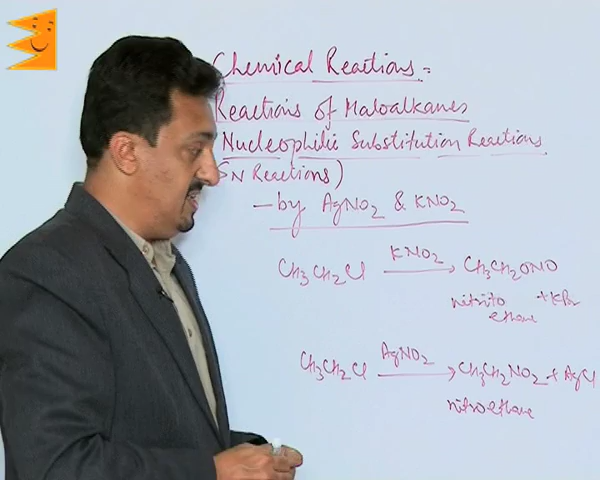 Chemical Reactions =
Reactions of Haloalkanes
Nucleophilic Substitution Reactions
(SN Reactions)
- by AgNO2 & KNO2
KNO2
CH3CH2Cl → CH3CH2ONO
nitrito + KBr
ethane
AgNO2
CH3CH2Cl → CH3CH2NO2 + AgCl
nitroethane